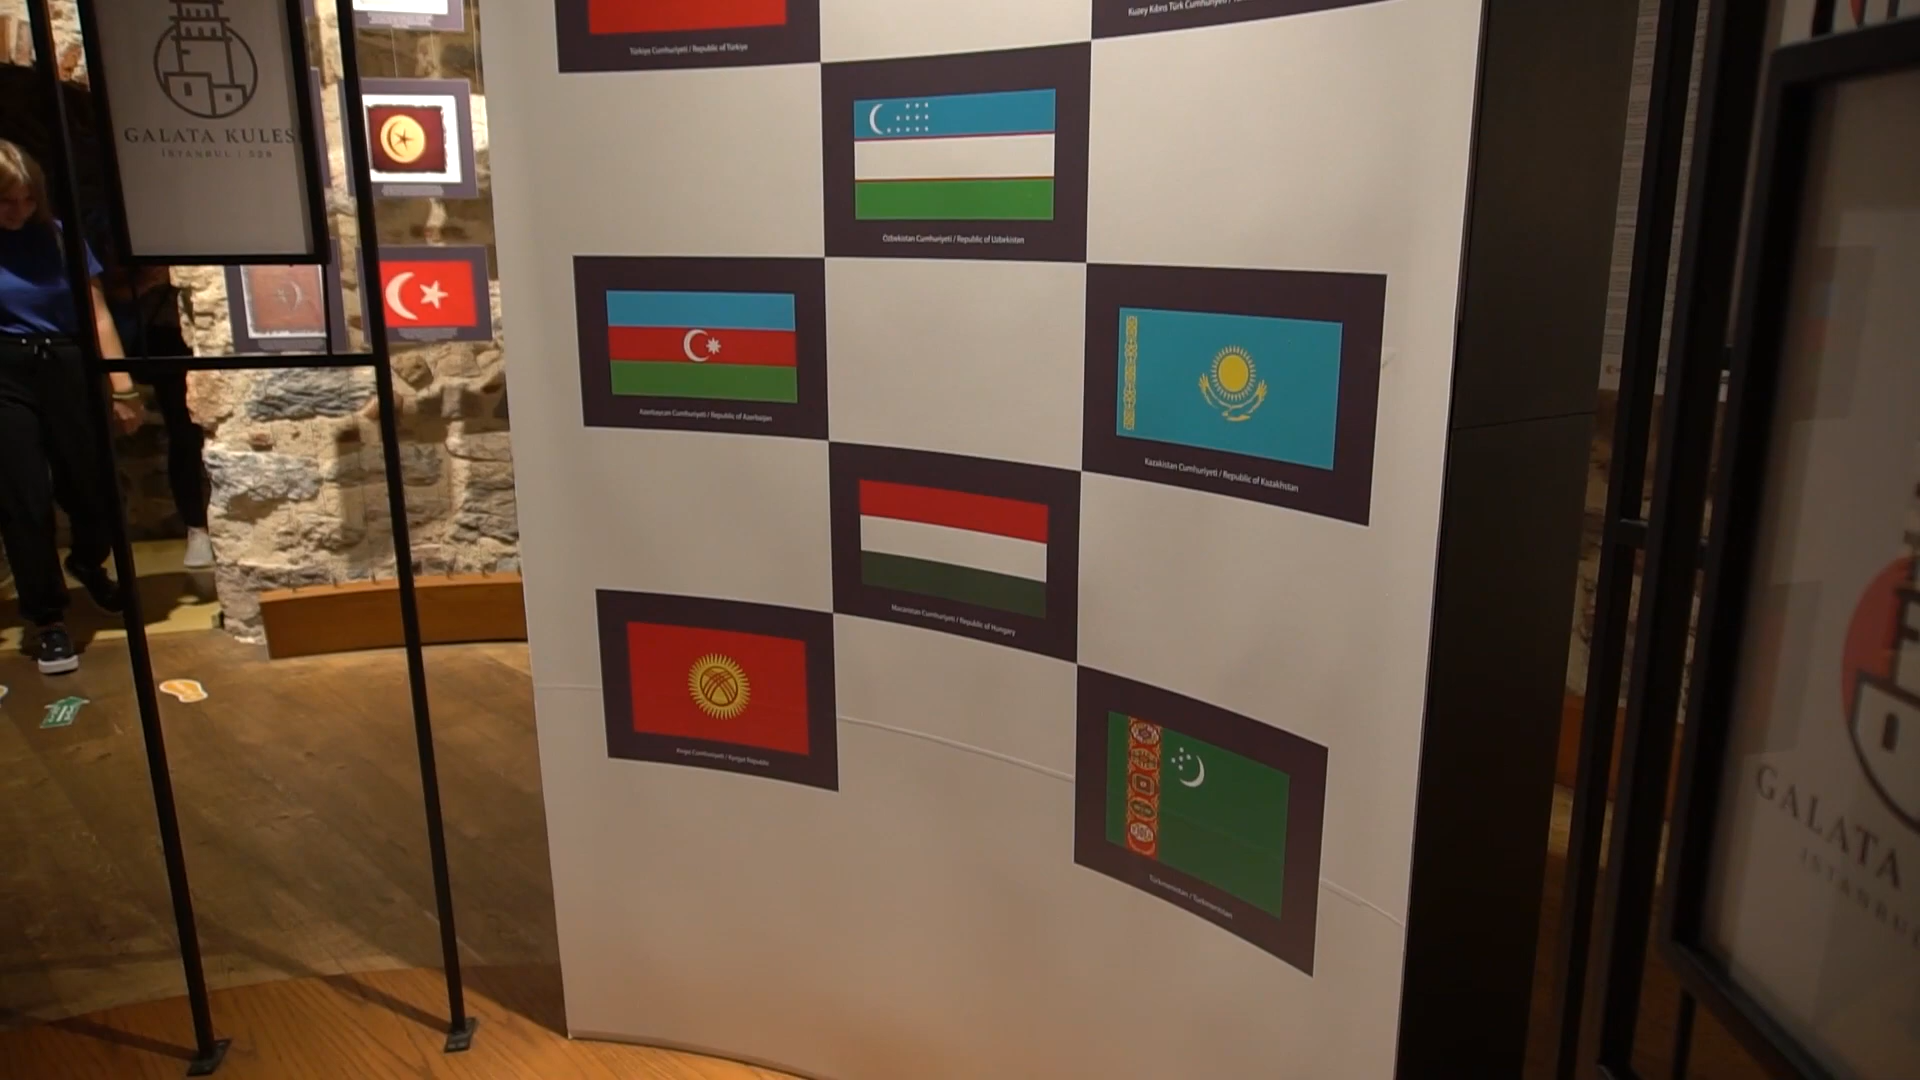 GALATA KULES
İSTANBUL | 528
Türkiye Cumhuriyeti / Republic of Türkiye
Kuzey Kıbrıs Türk Cumhuriyeti /
Özbekistan Cumhuriyeti / Republic of Uzbekistan
Azerbaycan Cumhuriyeti / Republic of Azerbaijan
Kazakistan Cumhuriyeti / Republic of Kazakhstan
Macaristan Cumhuriyeti / Republic of Hungary
Kırgız Cumhuriyeti / Kyrgyz Republic
Türkmenistan / Turkmenistan
GALATA
İSTANBUL